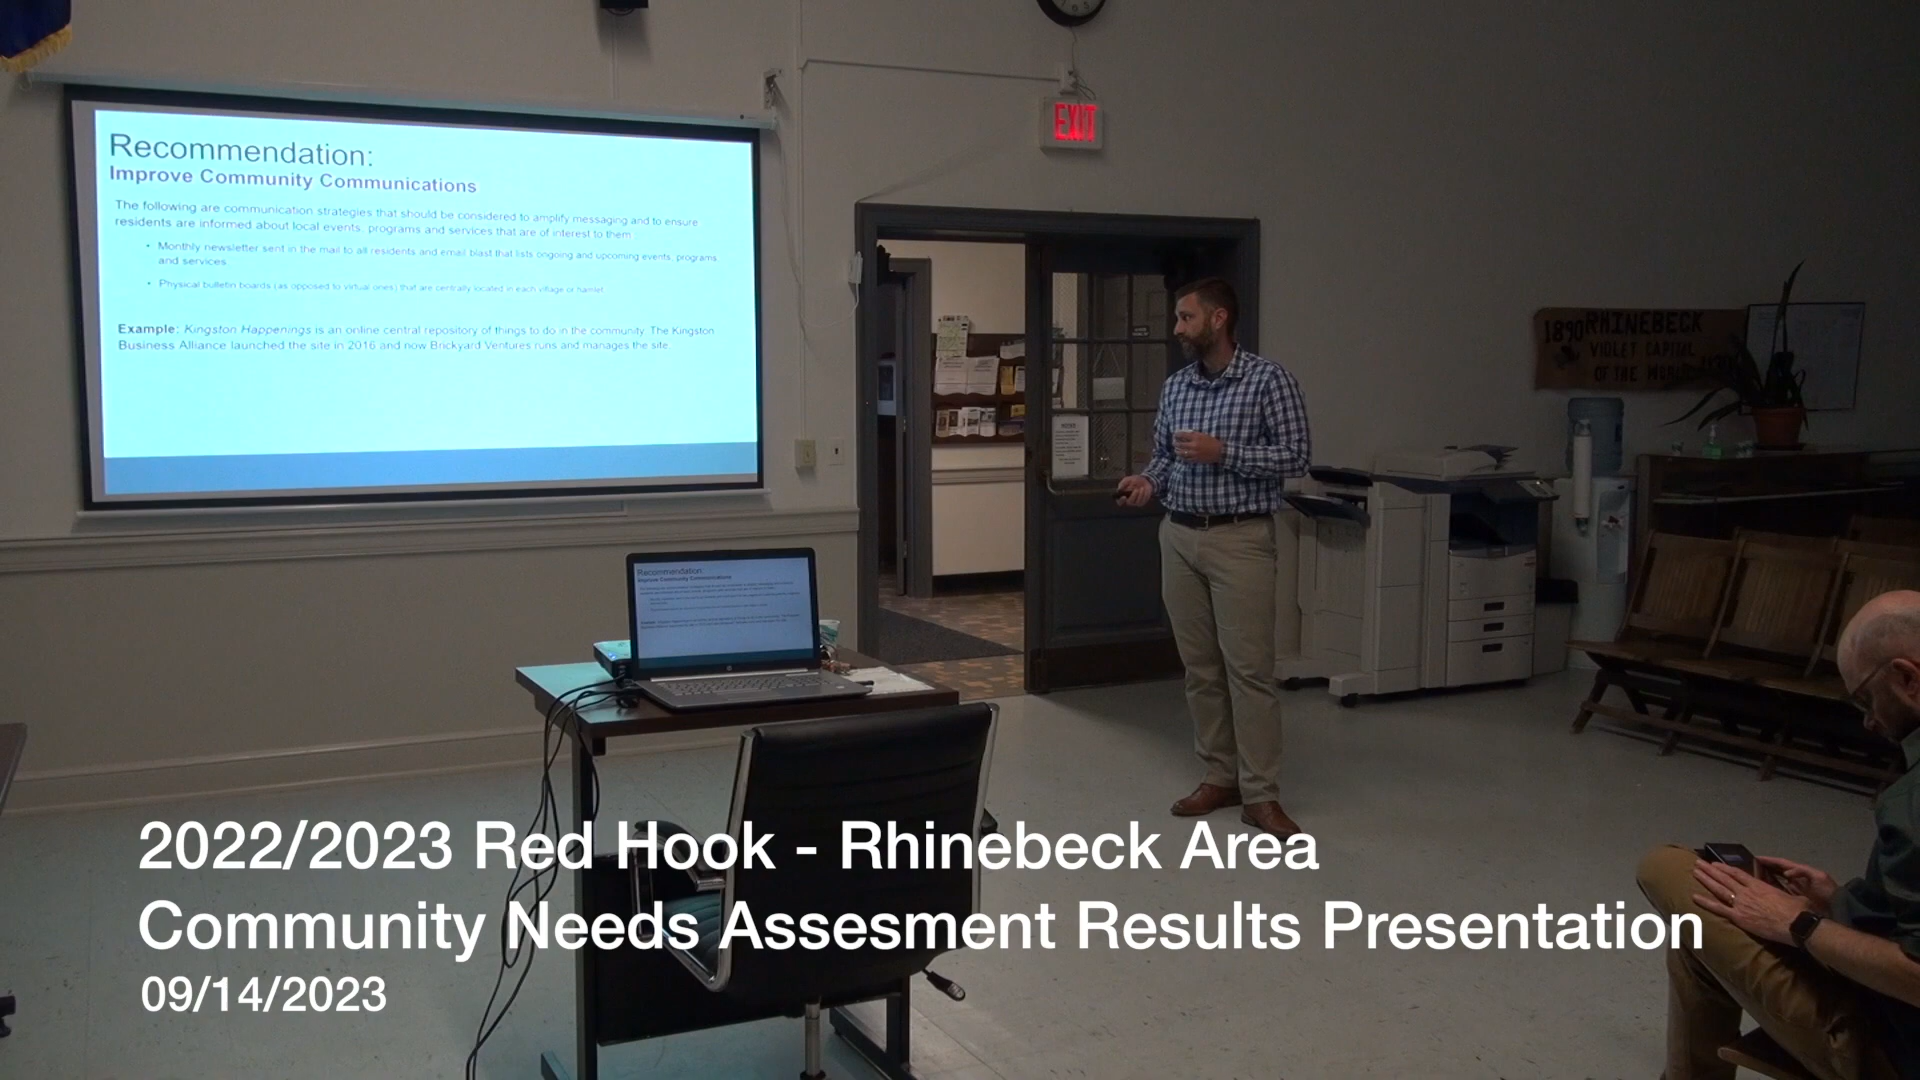 Recommendation:
Improve Community Communications
The following are communication strategies that should be considered to amplify messaging and to ensure
residents are informed about local events, programs and services that are of interest to them:
• Monthly newsletter sent in the mail to all residents and email blast that lists ongoing and upcoming events, programs
and services.
• Physical bulletin boards (as opposed to virtual ones) that are centrally located in each village or hamlet.
Example: Kingston Happenings is an online central repository of things to do in the community. The Kingston
Business Alliance launched the site in 2016 and now Brickyard Ventures runs and manages the site.
EXIT
1890 RHINEBECK
VIOLET CAPITAL
OF THE WORLD
Recommendation:
Improve Community Communications
2022/2023 Red Hook - Rhinebeck Area
Community Needs Assesment Results Presentation
09/14/2023